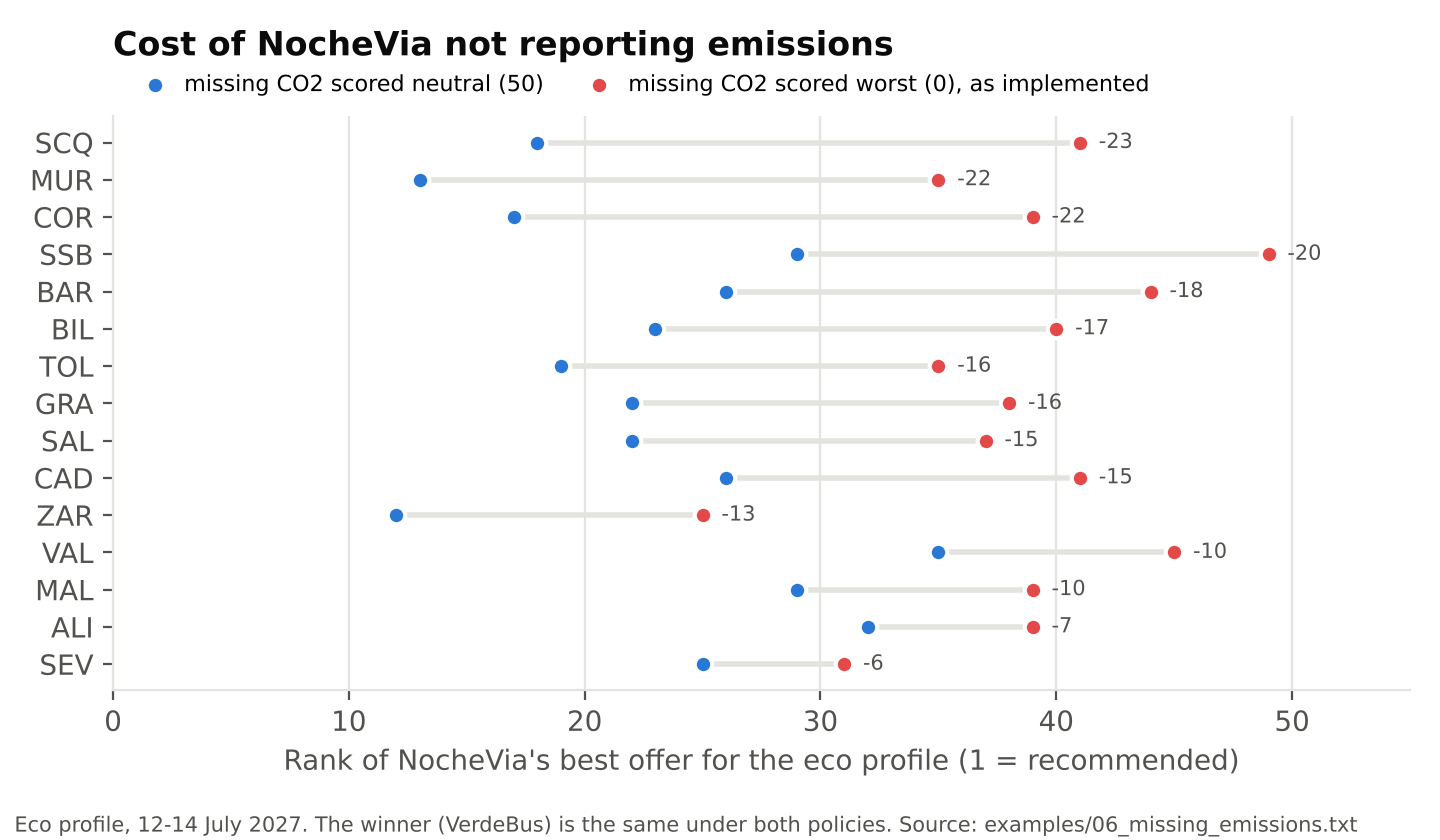 Cost of NocheVia not reporting emissions
missing CO2 scored neutral (50) missing CO2 scored worst (0), as implemented
SCQ -23
MUR -22
COR -22
SSB -20
BAR -18
BIL -17
TOL -16
GRA -16
SAL -15
CAD -15
ZAR -13
VAL -10
MAL -10
ALI -7
SEV -6
0 10 20 30 40 50
Rank of NocheVia's best offer for the eco profile (1 = recommended)
Eco profile, 12-14 July 2027. The winner (VerdeBus) is the same under both policies. Source: examples/06_missing_emissions.txt